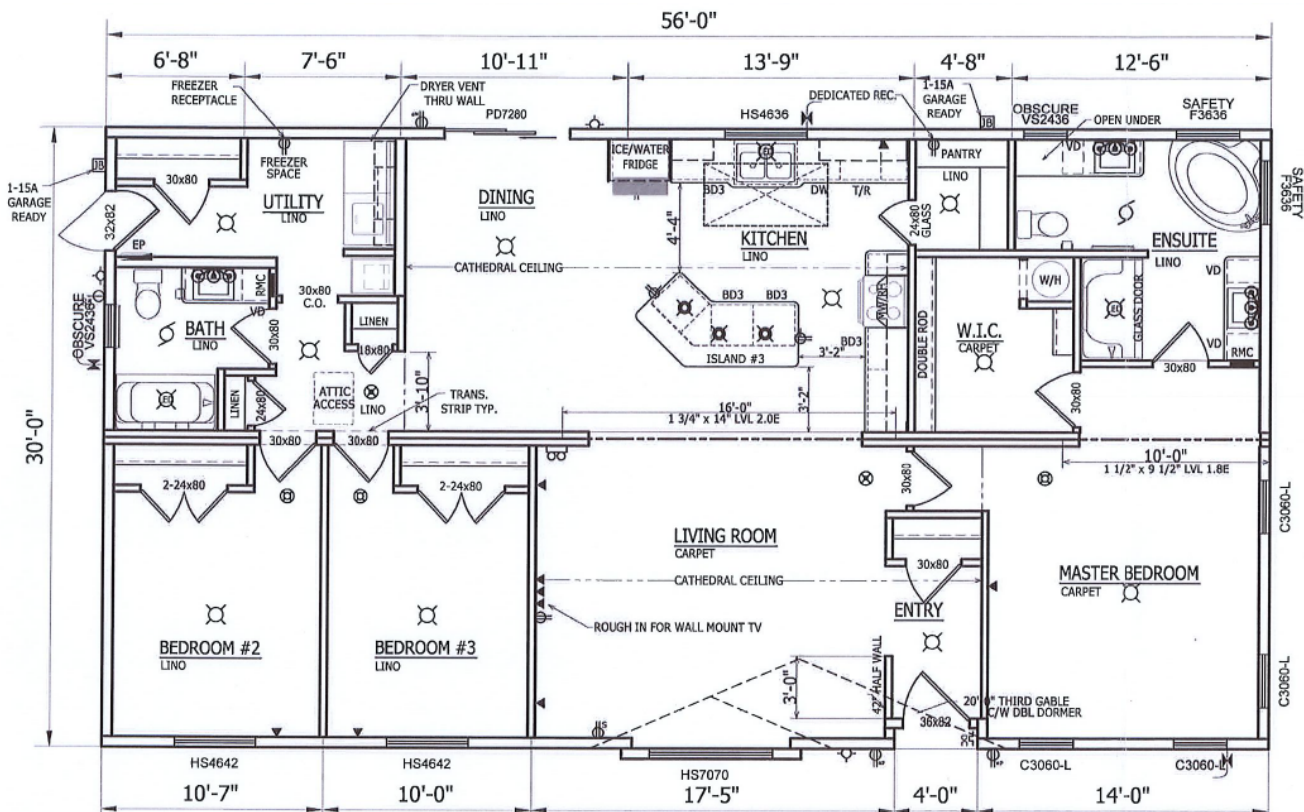 56'-0"
6'-8"
7'-6"
10'-11"
13'-9"
4'-8"
12'-6"
FREEZER
RECEPTACLE
DRYER VENT
THRU WALL
PD7280
DEDICATED REC.
HS4636
1-15A
GARAGE
READY
JB
OBSCURE
VS2436
OPEN UNDER
SAFETY
F3636
JB
1-15A
GARAGE
READY
30x80
FREEZER
SPACE
UTILITY
LINO
32x82
EP
DINING
LINO
ICE/WATER
FRIDGE
BD3
DW
T/R
4'-4"
KITCHEN
LINO
CATHEDRAL CEILING
PANTRY
LINO
24x80
GLASS
VD
ENSUITE
LINO
SAFETY
F3636
30x80
C.O.
RMC
VD
OBSCURE
VS2436
BATH
LINO
30x80
LINEN
18x80
LINEN
24x80
ATTIC
ACCESS
LINO
3'-10"
TRANS.
STRIP TYP.
BD3
BD3
ISLAND #3
BD3
3'-2"
3'-2"
DOUBLE ROD
W/H
W.I.C.
CARPET
30x80
GLASS DOOR
VD
VD
RMC
30x80
16'-0"
1 3/4" x 14" LVL 2.0E
30'-0"
30x80
30x80
10'-0"
1 1/2" x 9 1/2" LVL 1.8E
2-24x80
2-24x80
30x80
C3060-L
LIVING ROOM
CARPET
CATHEDRAL CEILING
30x80
MASTER BEDROOM
CARPET
ENTRY
ROUGH IN FOR WALL MOUNT TV
BEDROOM #2
LINO
BEDROOM #3
LINO
3'-0"
42" HALF WALL
20'-0" THIRD GABLE
C/W DBL DORMER
36x82
C3060-L
HS4642
HS4642
HS7070
C3060-L
C3060-L
10'-7"
10'-0"
17'-5"
4'-0"
14'-0"